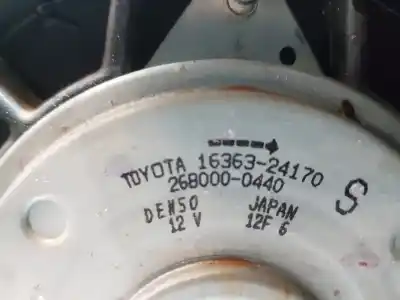 TOYOTA 16363-24170
268000-0440
DENSO JAPAN
12 V 12F 6
S